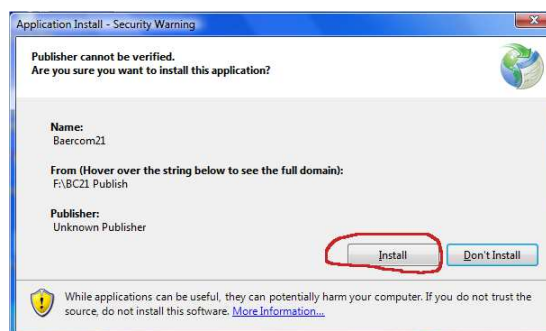 Application Install - Security Warning
Publisher cannot be verified.
Are you sure you want to install this application?
Name:
Baercom21
From (Hover over the string below to see the full domain):
F:\BC21 Publish
Publisher:
Unknown Publisher
Install
Don't Install
While applications can be useful, they can potentially harm your computer. If you do not trust the
source, do not install this software. More Information...